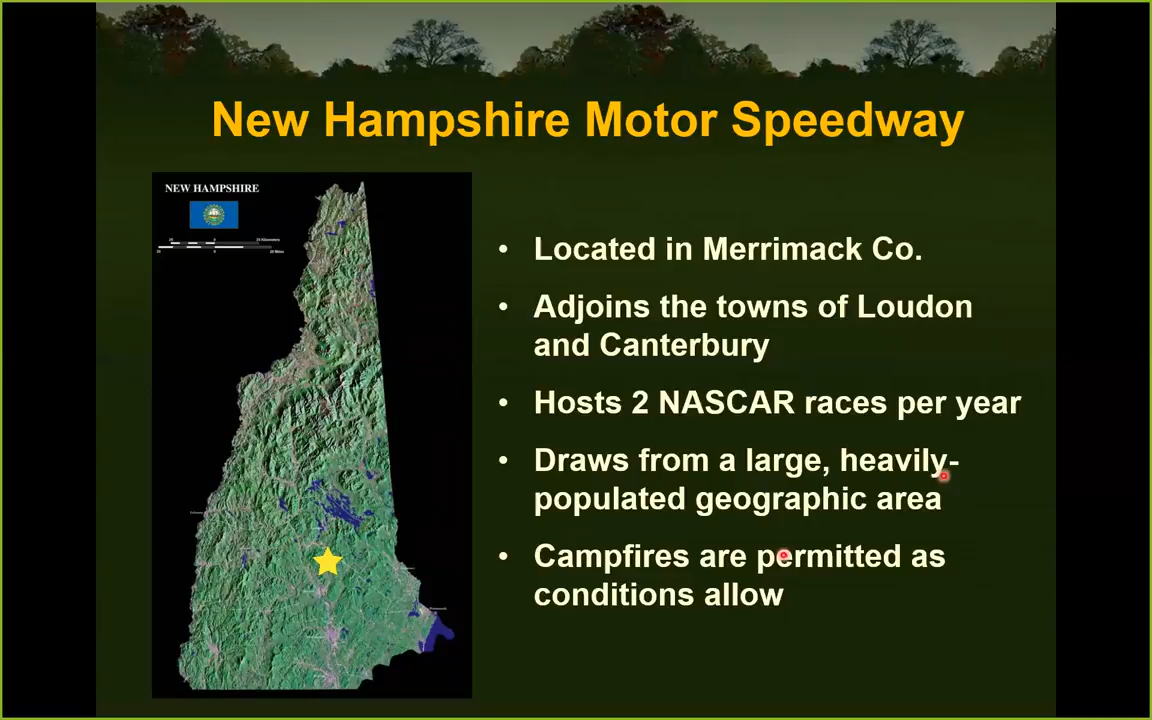 New Hampshire Motor Speedway
NEW HAMPSHIRE
• Located in Merrimack Co.
• Adjoins the towns of Loudon
and Canterbury
• Hosts 2 NASCAR races per year
• Draws from a large, heavily-
populated geographic area
• Campfires are permitted as
conditions allow